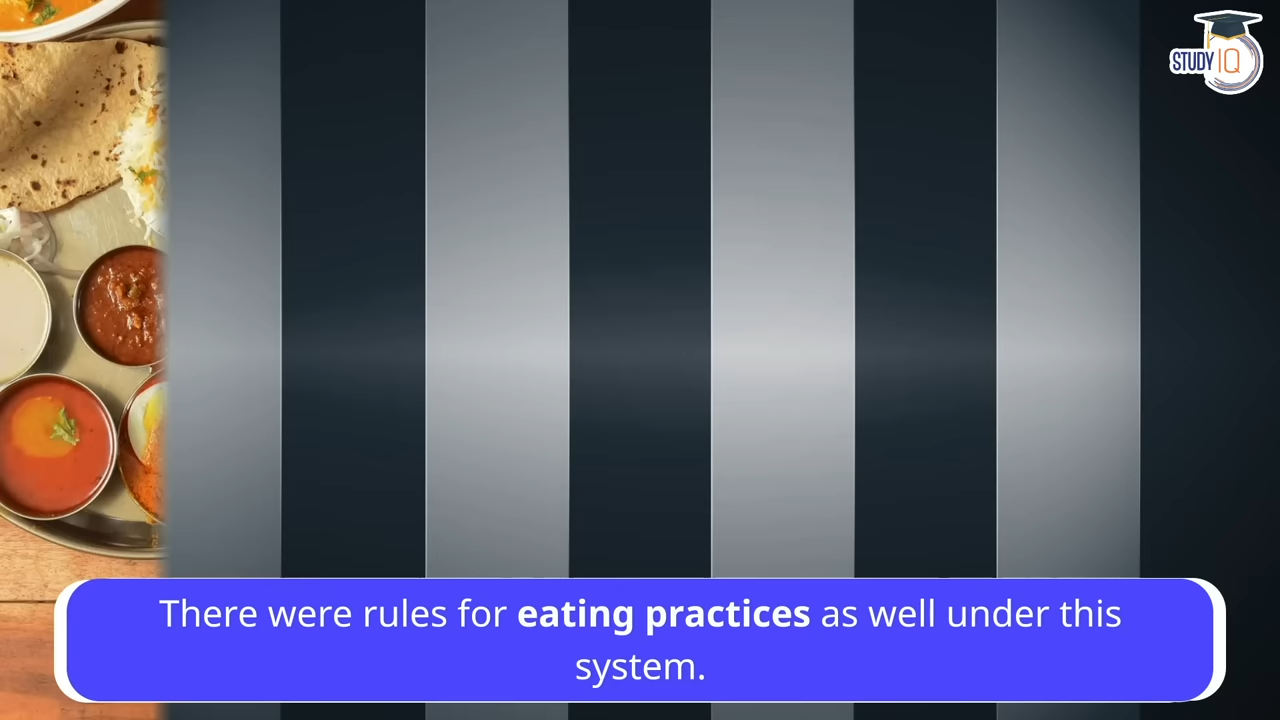 STUDY IQ
There were rules for eating practices as well under this
system.